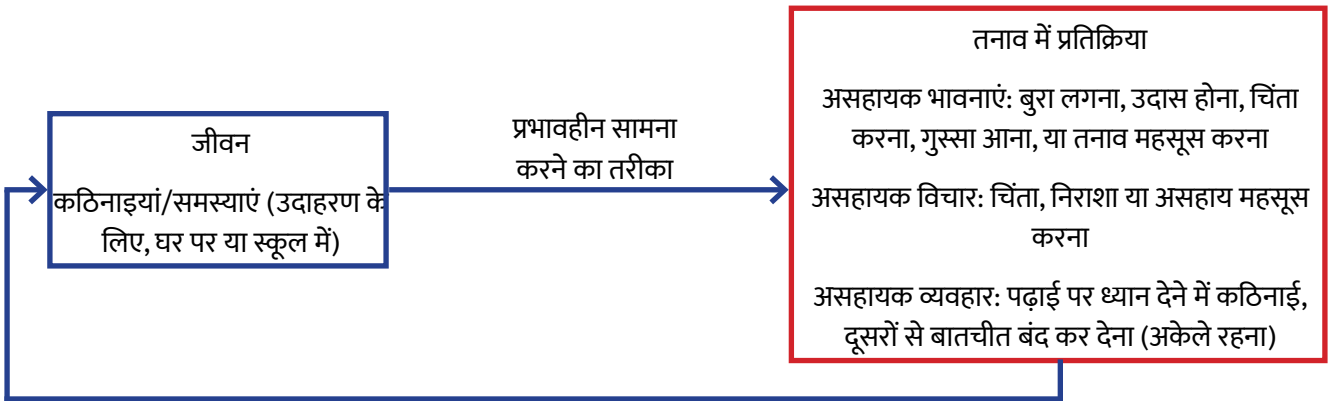 जीवन
कठिनाइयां/समस्याएं (उदाहरण के
लिए, घर पर या स्कूल में)
प्रभावहीन सामना
करने का तरीका
तनाव में प्रतिक्रिया
असहायक भावनाएं: बुरा लगना, उदास होना, चिंता
करना, गुस्सा आना, या तनाव महसूस करना
असहायक विचार: चिंता, निराशा या असहाय महसूस
करना
असहायक व्यवहार: पढ़ाई पर ध्यान देने में कठिनाई,
दूसरों से बातचीत बंद कर देना (अकेले रहना)